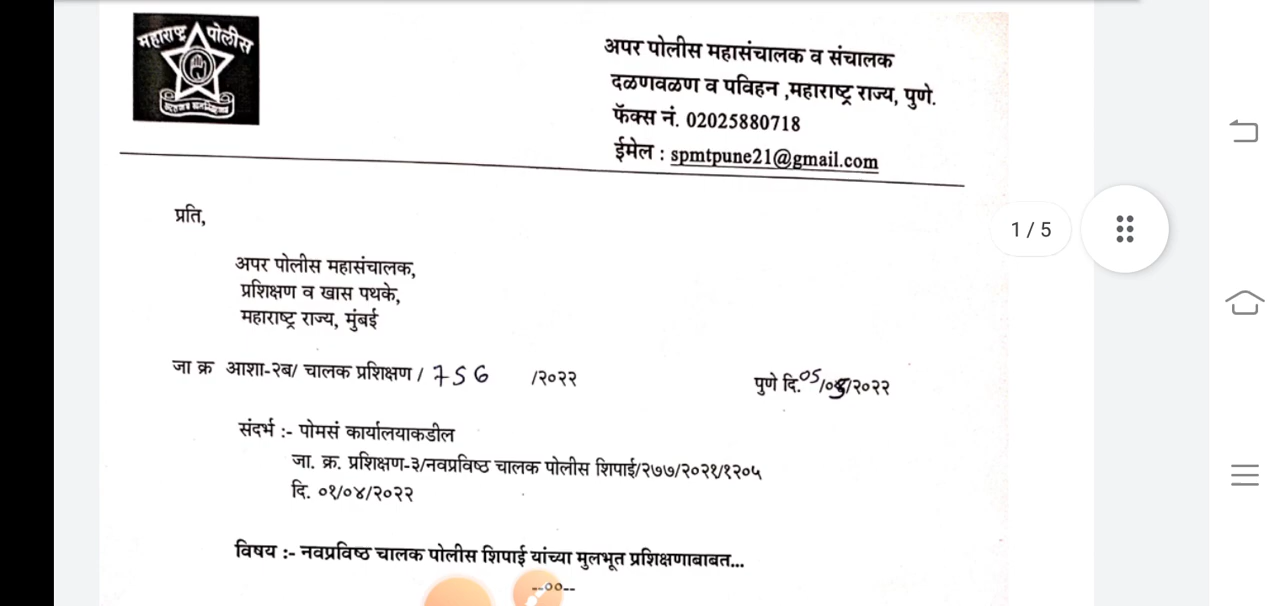 महाराष्ट्र पोलीस
अपर पोलीस महासंचालक व संचालक
दळणवळण व पविहन ,महाराष्ट्र राज्य, पुणे.
फॅक्स नं. 02025880718
ईमेल : spmtpune21@gmail.com
प्रति,
1 / 5
अपर पोलीस महासंचालक,
प्रशिक्षण व खास पथके,
महाराष्ट्र राज्य, मुंबई
जा क्र आशा-२ब/ चालक प्रशिक्षण / 756 /२०२२
पुणे दि.05/०5/२०२२
संदर्भ :- पोमसं कार्यालयाकडील
जा. क्र. प्रशिक्षण-३/नवप्रविष्ठ चालक पोलीस शिपाई/२७७/२०२१/१२०५
दि. ०१/०४/२०२२
विषय :- नवप्रविष्ठ चालक पोलीस शिपाई यांच्या मुलभूत प्रशिक्षणाबाबत...
--००--